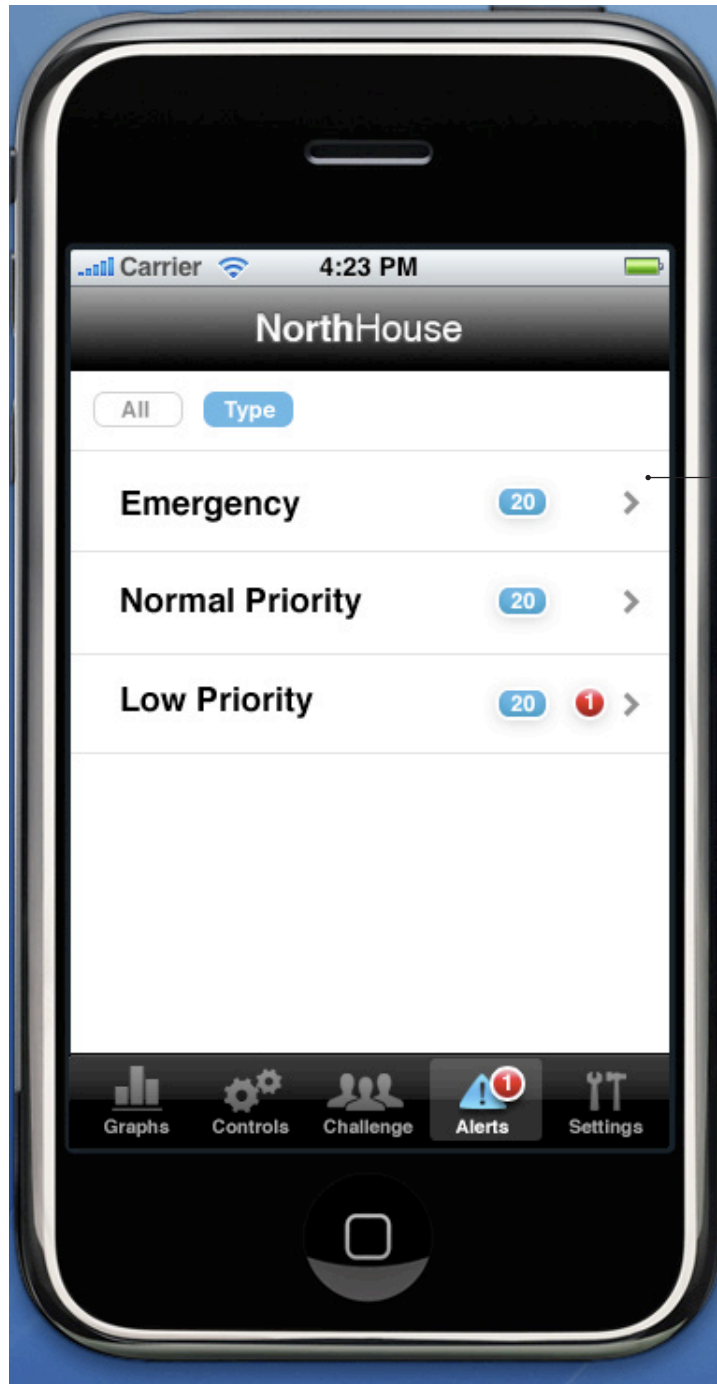 Carrier 4:23 PM
NorthHouse
All Type
Emergency 20
Normal Priority 20
Low Priority 20 1
1
Graphs Controls Challenge Alerts Settings